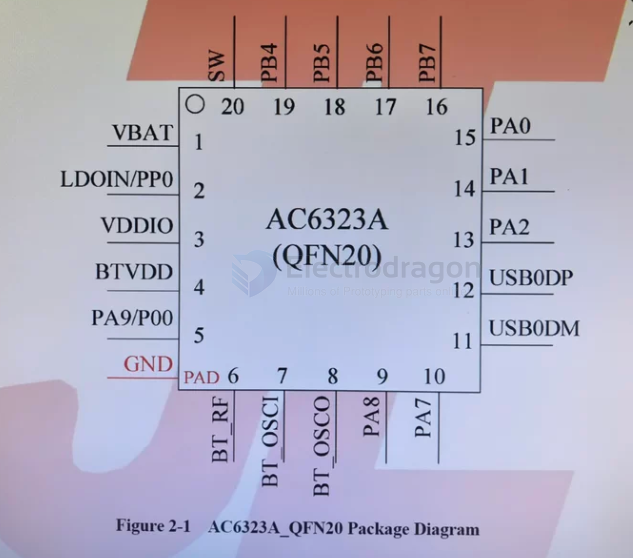 SW PB4 PB5 PB6 PB7
20 19 18 17 16
VBAT 1 15 PA0
LDOIN/PP0 2 14 PA1
AC6323A
VDDIO 3 13 PA2
(QFN20)
Electrodragon
BTVDD 4 12 USB0DP
PA9/P00 5 11 USB0DM
GND PAD 6 7 8 9 10
BT_RF BT_OSCI BT_OSCO PA8 PA7
Figure 2-1 AC6323A_QFN20 Package Diagram